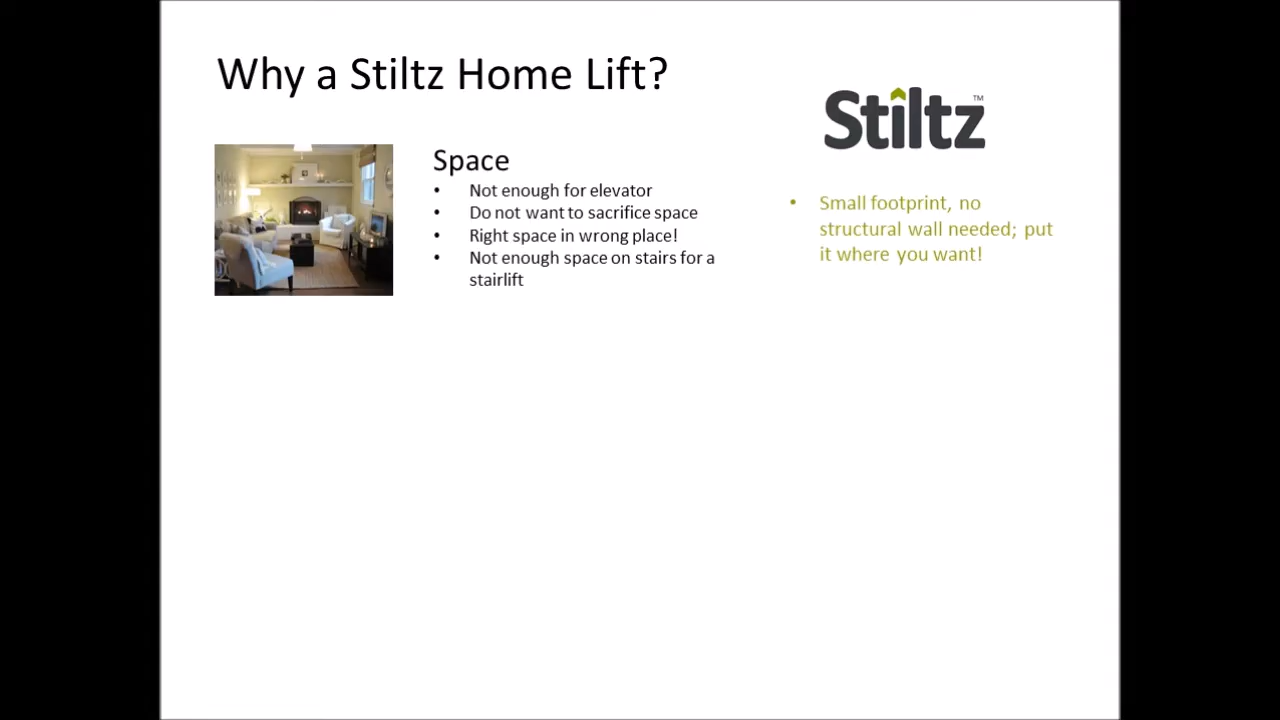 Why a Stiltz Home Lift?
Stiltz™
Space
• Not enough for elevator
• Do not want to sacrifice space
• Right space in wrong place!
• Not enough space on stairs for a
stairlift
• Small footprint, no
structural wall needed; put
it where you want!